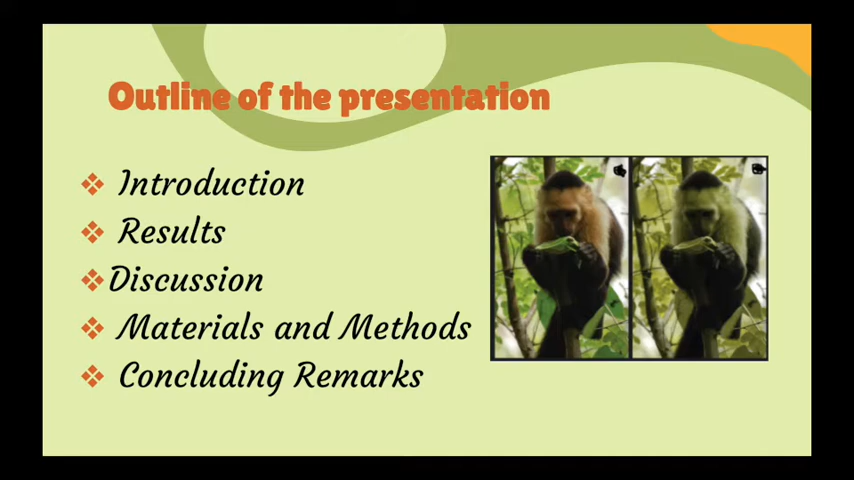 Outline of the presentation
Introduction
Results
Discussion
Materials and Methods
Concluding Remarks